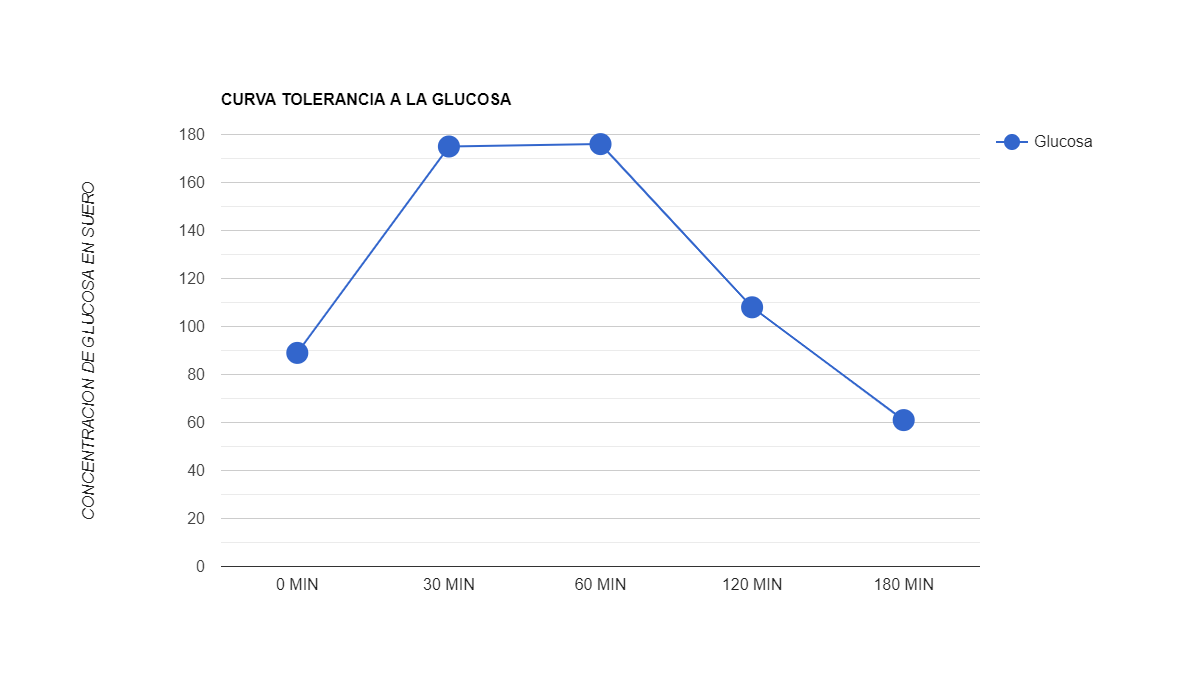 CURVA TOLERANCIA A LA GLUCOSA
Glucosa
CONCENTRACION DE GLUCOSA EN SUERO
180
160
140
120
100
80
60
40
20
0
0 MIN 30 MIN 60 MIN 120 MIN 180 MIN